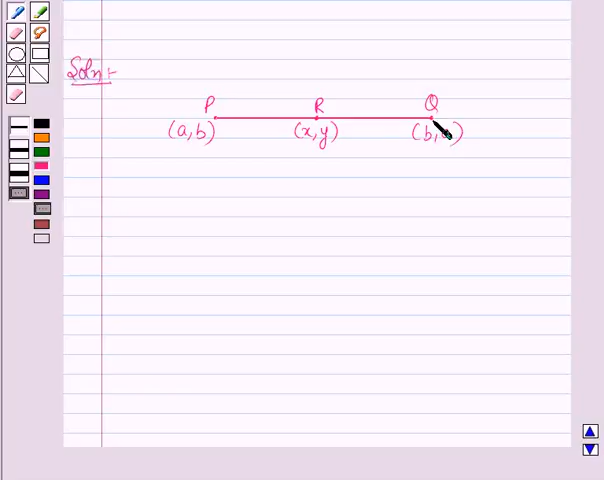 Soln:-
P R Q
(a,b) (x,y) (b, )